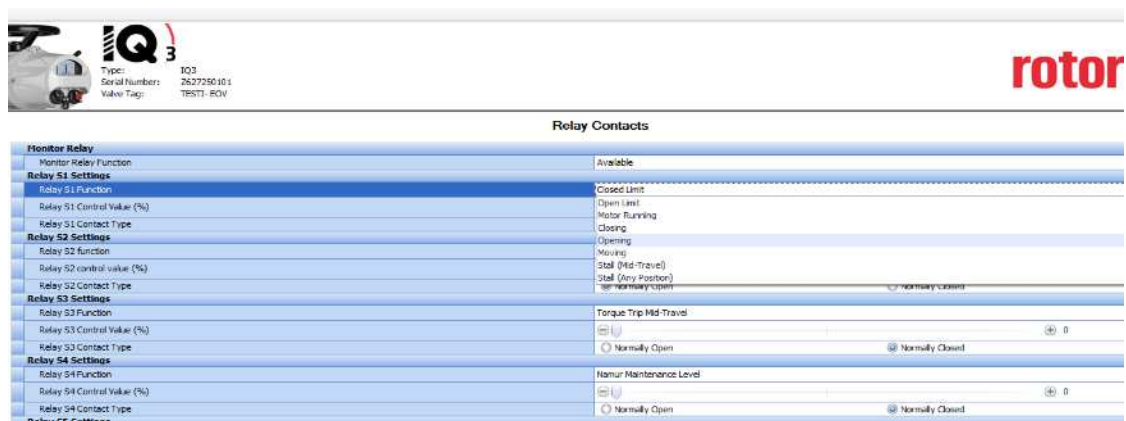 IQ3
Type: IQ3
Serial Number: Z627250101
Valve Tag: TEST1-EOV
rotor
Relay Contacts
Monitor Relay
Monitor Relay Function Available
Relay S1 Settings
Relay S1 Function Closed Limit
Relay S1 Control Value (%) Open Limit
Motor Running
Relay S1 Contact Type Closing
Relay S2 Settings Opening
Relay S2 function Moving
Relay S2 control value (%) Stall (Mid-Travel)
Stall (Any Position)
Relay S2 Contact Type Normally Open Normally Closed
Relay S3 Settings
Relay S3 Function Torque Trip Mid-Travel
Relay S3 Control Value (%) 0
Relay S3 Contact Type Normally Open Normally Closed
Relay S4 Settings
Relay S4 Function Namur Maintenance Level
Relay S4 Control Value (%) 0
Relay S4 Contact Type Normally Open Normally Closed
Relay S5 Settings